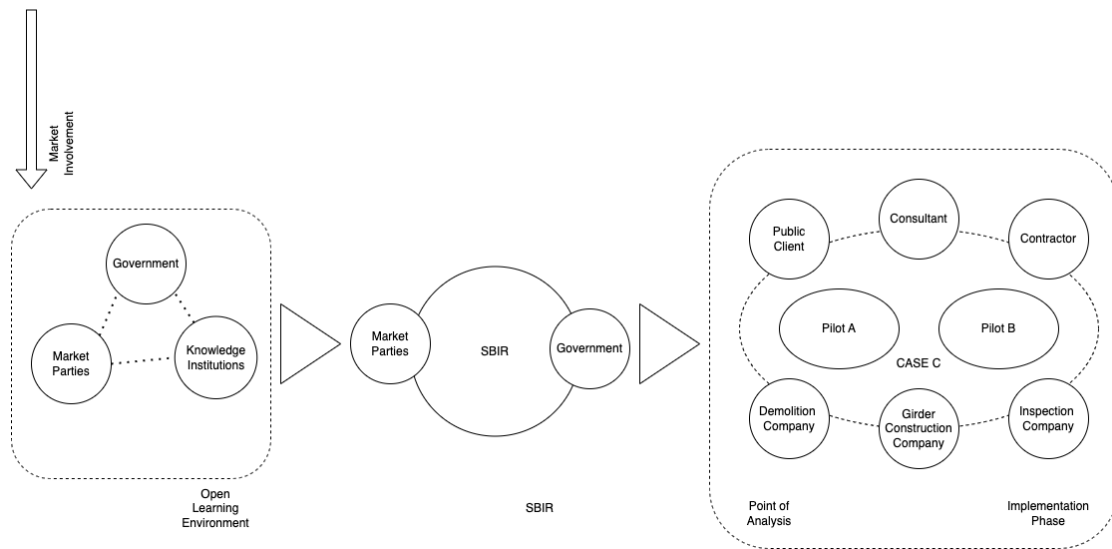 Market
Involvement
Government
Market
Parties
Knowledge
Institutions
Open
Learning
Environment
Market
Parties
SBIR
Government
SBIR
Public
Client
Consultant
Contractor
Pilot A
Pilot B
CASE C
Demolition
Company
Girder
Construction
Company
Inspection
Company
Point of
Analysis
Implementation
Phase